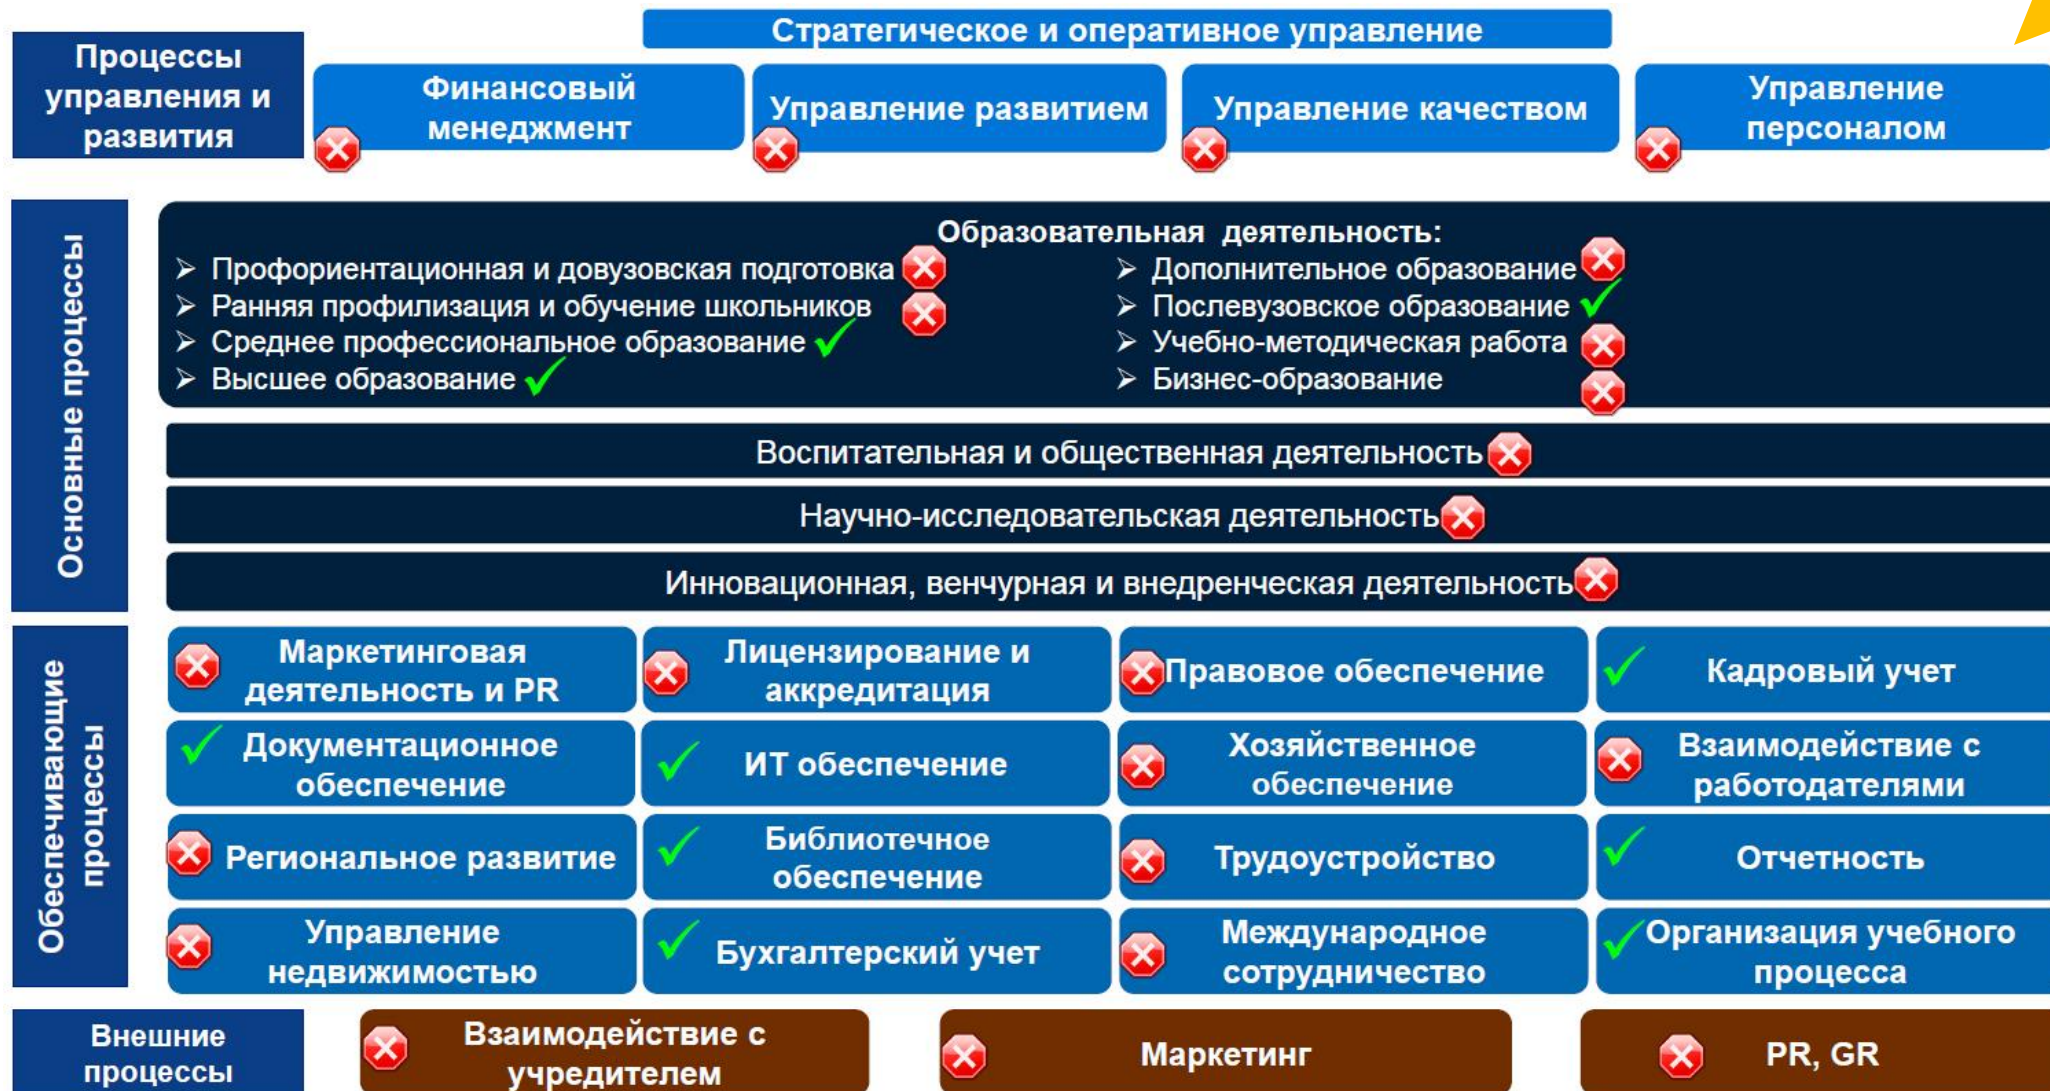 Стратегическое и оперативное управление
Процессы
управления и
развития
Финансовый
менеджмент
Управление развитием
Управление качеством
Управление
персоналом
Основные процессы
Образовательная деятельность:
Профориентационная и довузовская подготовка
Ранняя профилизация и обучение школьников
Среднее профессиональное образование
Высшее образование
Дополнительное образование
Послевузовское образование
Учебно-методическая работа
Бизнес-образование
Воспитательная и общественная деятельность
Научно-исследовательская деятельность
Инновационная, венчурная и внедренческая деятельность
Обеспечивающие
процессы
Маркетинговая
деятельность и PR
Лицензирование и
аккредитация
Правовое обеспечение
Кадровый учет
Документационное
обеспечение
ИТ обеспечение
Хозяйственное
обеспечение
Взаимодействие с
работодателями
Региональное развитие
Библиотечное
обеспечение
Трудоустройство
Отчетность
Управление
недвижимостью
Бухгалтерский учет
Международное
сотрудничество
Организация учебного
процесса
Внешние
процессы
Взаимодействие с
учредителем
Маркетинг
PR, GR